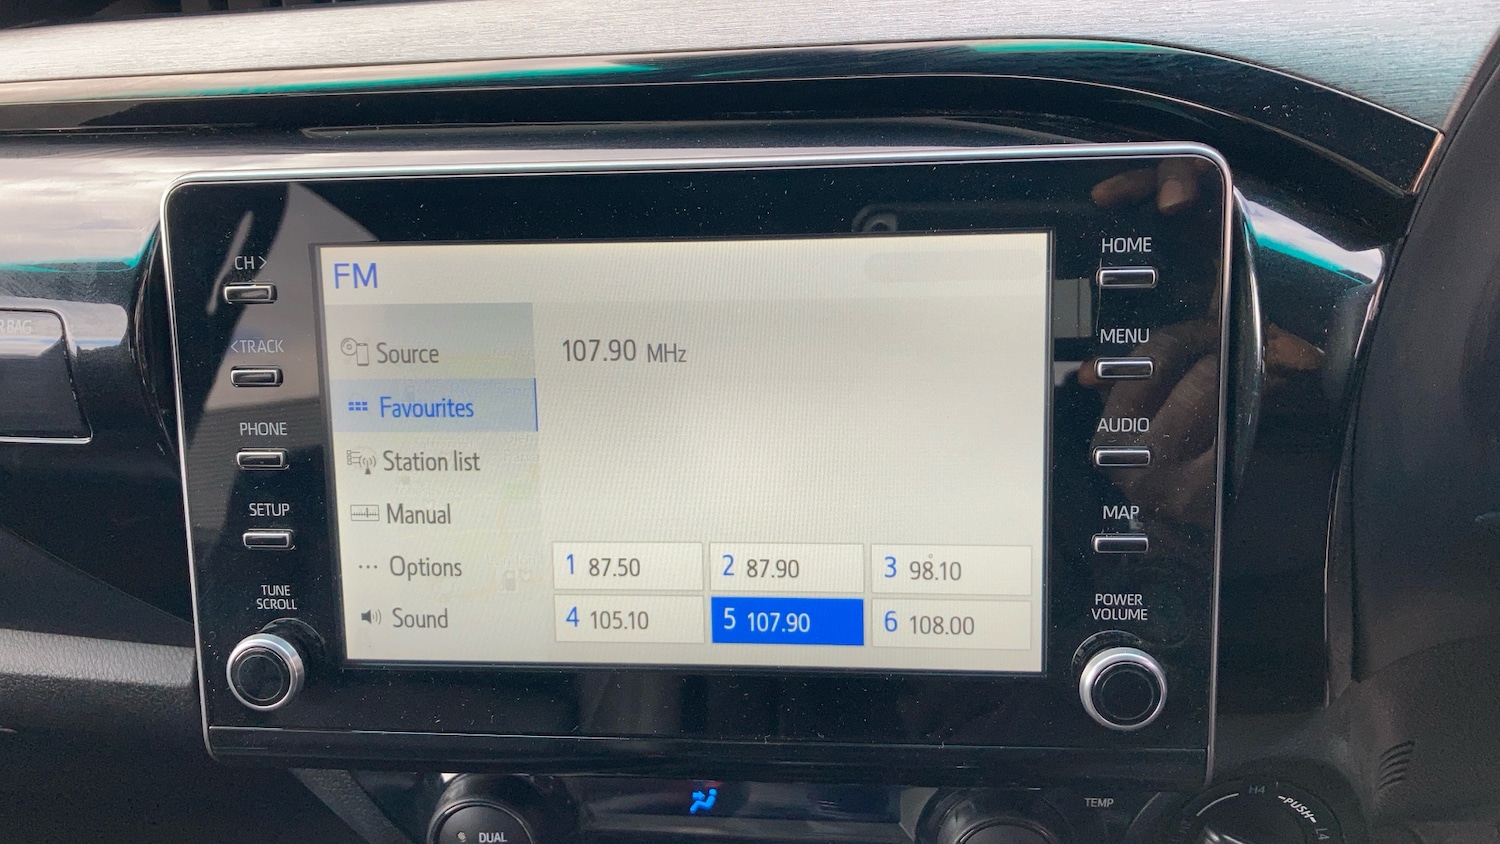 CH >
< TRACK
PHONE
SETUP
TUNE
SCROLL
FM
Source
Favourites
Station list
Manual
Options
Sound
107.90 MHz
1 87.50
2 87.90
3 98.10
4 105.10
5 107.90
6 108.00
HOME
MENU
AUDIO
MAP
POWER
VOLUME
DUAL
TEMP
H4
PUSH
L4